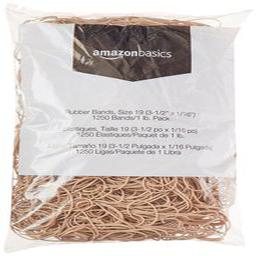 amazonbasics
Rubber Bands, Size 19 (3-1/2" x 1/16")
1250 Bands/1 lb. Pack
Élastiques, Taille 19 (3-1/2 po x 1/16 po)
1250 Élastiques/Paquet de 1 lb.
Ligas, Tamaño 19 (3-1/2 Pulgada x 1/16 Pulgada)
1250 Ligas/Paquete de 1 Libra